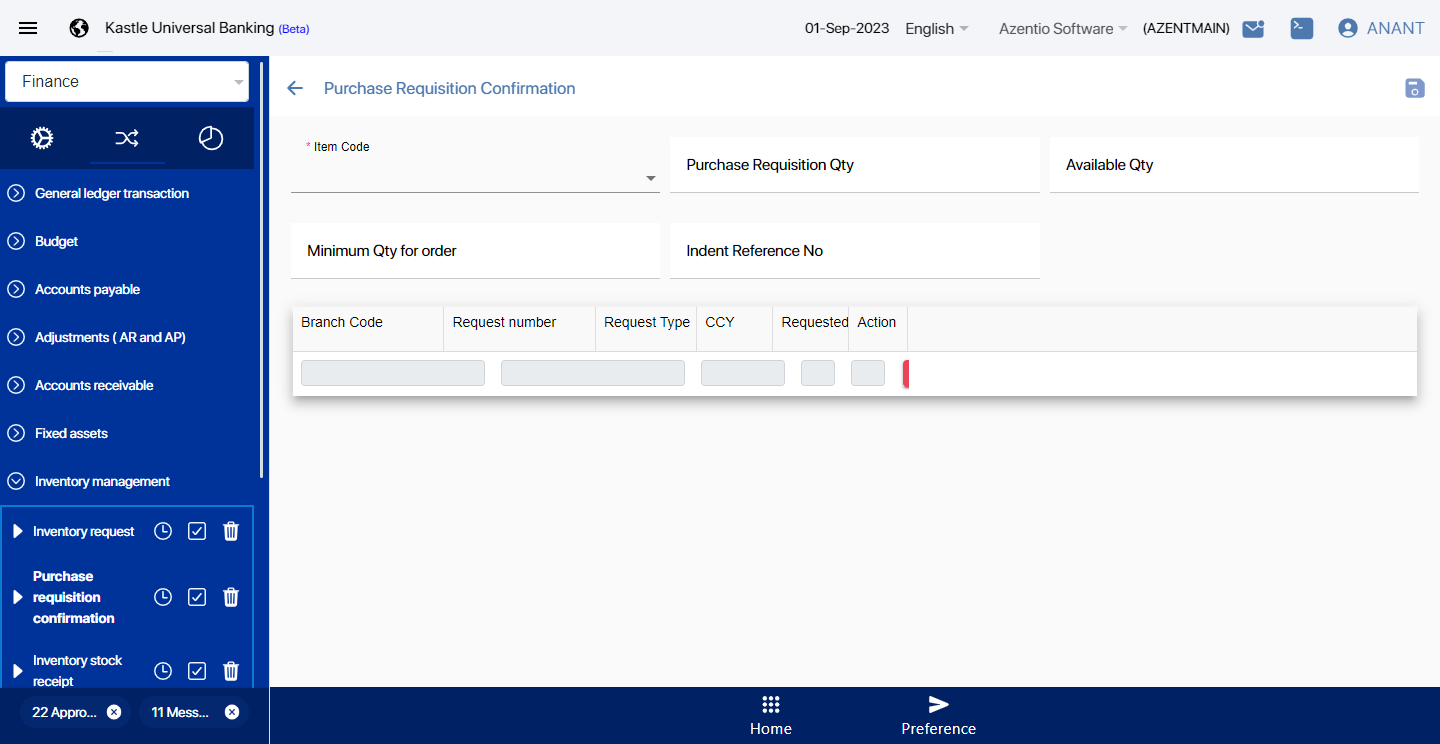 Kastle Universal Banking (Beta)
01-Sep-2023 English Azentio Software (AZENTMAIN) ANANT
Finance
Purchase Requisition Confirmation
* Item Code
Purchase Requisition Qty
Available Qty
Minimum Qty for order
Indent Reference No
Branch Code Request number Request Type CCY Requested Action
General ledger transaction
Budget
Accounts payable
Adjustments ( AR and AP)
Accounts receivable
Fixed assets
Inventory management
Inventory request
Purchase
requisition
confirmation
Inventory stock
receipt
22 Appro... 11 Mess...
Home Preference